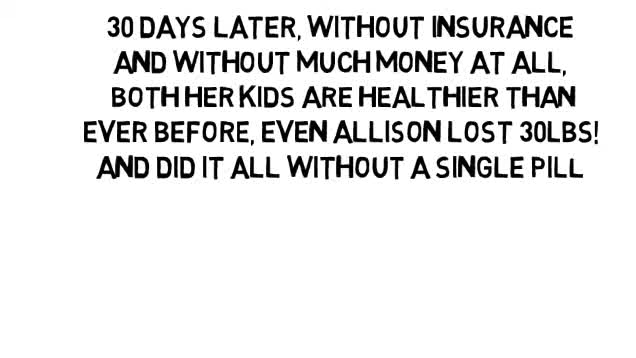 30 DAYS LATER, WITHOUT INSURANCE
AND WITHOUT MUCH MONEY AT ALL,
BOTH HER KIDS ARE HEALTHIER THAN
EVER BEFORE, EVEN ALLISON LOST 30LBS!
AND DID IT ALL WITHOUT A SINGLE PILL